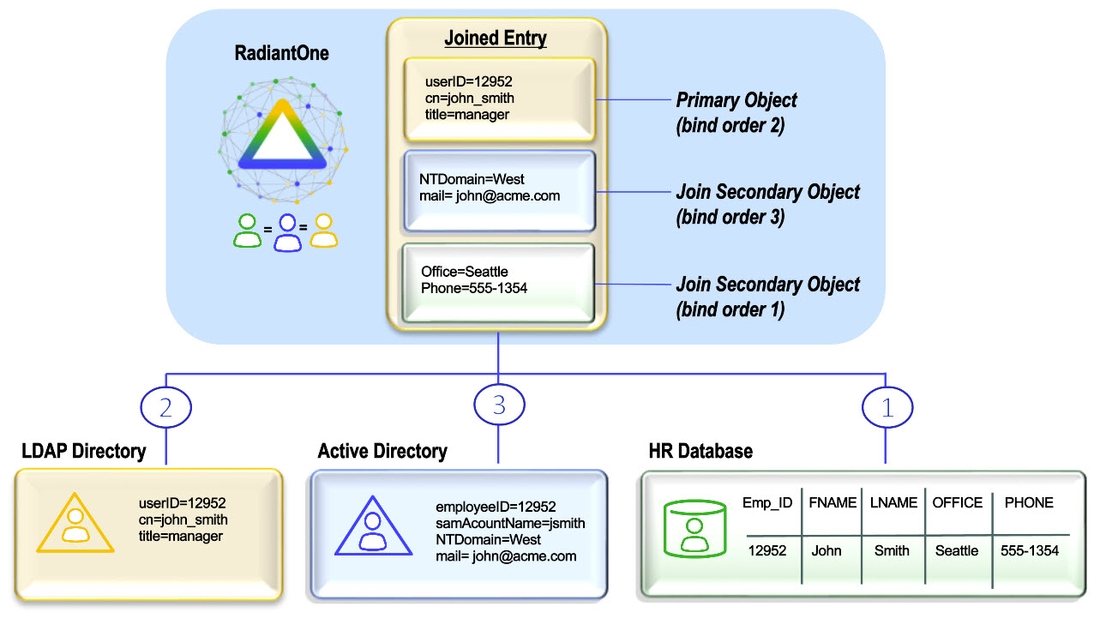 RadiantOne
Joined Entry
userID=12952
cn=john_smith
title=manager
Primary Object
(bind order 2)
NTDomain=West
mail= john@acme.com
Join Secondary Object
(bind order 3)
Office=Seattle
Phone=555-1354
Join Secondary Object
(bind order 1)
= =
2
3
1
LDAP Directory
userID=12952
cn=john_smith
title=manager
Active Directory
employeeID=12952
samAcountName=jsmith
NTDomain=West
mail= john@acme.com
HR Database
Emp_ID FNAME LNAME OFFICE PHONE
12952 John Smith Seattle 555-1354